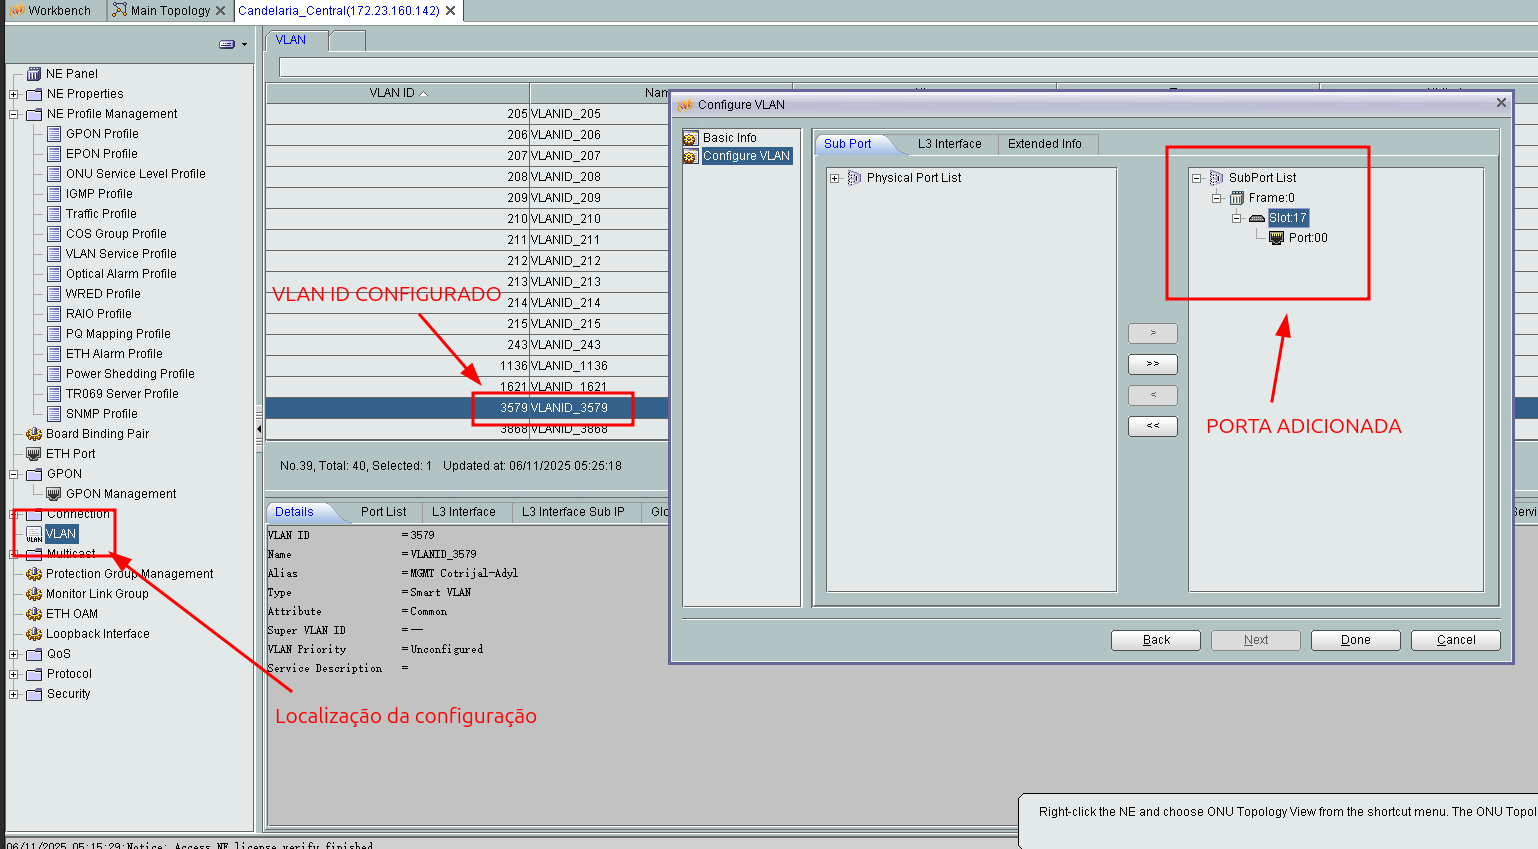 Workbench
Main Topology
Candelaria_Central(172.23.160.142)
NE Panel
NE Properties
NE Profile Management
GPON Profile
EPON Profile
ONU Service Level Profile
IGMP Profile
Traffic Profile
COS Group Profile
VLAN Service Profile
Optical Alarm Profile
WRED Profile
RAIO Profile
PQ Mapping Profile
ETH Alarm Profile
Power Shedding Profile
TR069 Server Profile
SNMP Profile
Board Binding Pair
ETH Port
GPON
GPON Management
Connection
VLAN
Multicast
Protection Group Management
Monitor Link Group
ETH OAM
Loopback Interface
QoS
Protocol
Security
VLAN
VLAN ID
205 VLANID_205
206 VLANID_206
207 VLANID_207
208 VLANID_208
209 VLANID_209
210 VLANID_210
211 VLANID_211
212 VLANID_212
213 VLANID_213
214 VLANID_214
215 VLANID_215
243 VLANID_243
1136 VLANID_1136
1621 VLANID_1621
3579 VLANID_3579
3868 VLANID_3868
VLAN ID CONFIGURADO
No.39, Total: 40, Selected: 1 Updated at: 06/11/2025 05:25:18
Details
Port List
L3 Interface
L3 Interface Sub IP
VLAN ID =3579
Name =VLANID_3579
Alias =MGMT Cotrijal-Adyl
Type =Smart VLAN
Attribute =Common
Super VLAN ID =--
VLAN Priority =Unconfigured
Service Description =
Localização da configuração
Configure VLAN
Basic Info
Configure VLAN
Sub Port
L3 Interface
Extended Info
Physical Port List
>
>>
<
<<
SubPort List
Frame:0
Slot:17
Port:00
PORTA ADICIONADA
Back
Next
Done
Cancel
Right-click the NE and choose ONU Topology View from the shortcut menu. The ONU Topol
06/11/2025 05:15:29:Notice: Access NE license verify finished